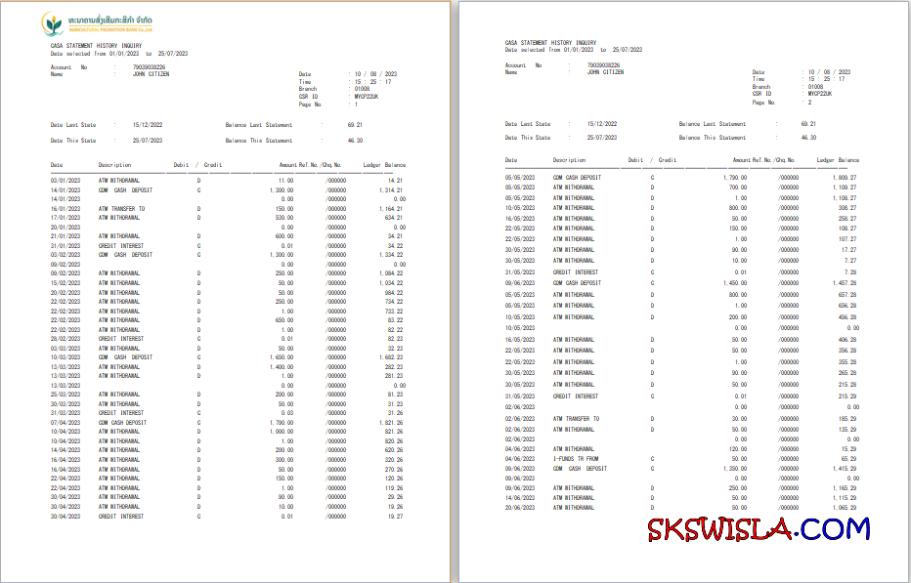 ทะนาคานส่งเสีมกะสิกำ จำกัด
AGRICULTURAL PROMOTION BANK Co.,Ltd
CASA STATEMENT HISTORY INQUIRY
Date selected from 01/01/2023 to 25/07/2023
Account No : 79039038226
Name : JOHN CITIZEN
Date : 10 / 08 / 2023
Time : 15 : 25 : 17
Branch : 01008
CSR ID : MYCP22UK
Page No : 1
Date Last State : 15/12/2022 Balance Last Statement : 69.21
Date This State : 25/07/2023 Balance This Statement : 46.30
Date Description Debit / Credit Amount Ref.No./Chq.No. Ledger Balance
03/01/2023 ATM WITHDRAWAL D 11.00 /000000 14.21
14/01/2023 CDM CASH DEPOSIT C 1,300.00 /000000 1,314.21
14/01/2023 0.00 /000000 0.00
16/01/2023 ATM TRANSFER TO D 150.00 /000000 1,164.21
17/01/2023 ATM WITHDRAWAL D 530.00 /000000 634.21
20/01/2023 0.00 /000000 0.00
21/01/2023 ATM WITHDRAWAL D 600.00 /000000 34.21
31/01/2023 CREDIT INTEREST C 0.01 /000000 34.22
03/02/2023 CDM CASH DEPOSIT C 1,300.00 /000000 1,334.22
09/02/2023 0.00 /000000 0.00
09/02/2023 ATM WITHDRAWAL D 250.00 /000000 1,084.22
15/02/2023 ATM WITHDRAWAL D 50.00 /000000 1,034.22
20/02/2023 ATM WITHDRAWAL D 50.00 /000000 984.22
22/02/2023 ATM WITHDRAWAL D 250.00 /000000 734.22
22/02/2023 ATM WITHDRAWAL D 1.00 /000000 733.22
22/02/2023 ATM WITHDRAWAL D 650.00 /000000 83.22
22/02/2023 ATM WITHDRAWAL D 1.00 /000000 82.22
28/02/2023 CREDIT INTEREST C 0.01 /000000 82.23
03/03/2023 ATM WITHDRAWAL D 50.00 /000000 32.23
10/03/2023 CDM CASH DEPOSIT C 1,650.00 /000000 1,682.23
13/03/2023 ATM WITHDRAWAL D 1,400.00 /000000 282.23
13/03/2023 ATM WITHDRAWAL D 1.00 /000000 281.23
13/03/2023 0.00 /000000 0.00
25/03/2023 ATM WITHDRAWAL D 200.00 /000000 81.23
30/03/2023 ATM WITHDRAWAL D 50.00 /000000 31.23
31/03/2023 CREDIT INTEREST C 0.03 /000000 31.26
07/04/2023 CDM CASH DEPOSIT C 1,790.00 /000000 1,821.26
10/04/2023 ATM WITHDRAWAL D 1,000.00 /000000 821.26
10/04/2023 ATM WITHDRAWAL D 1.00 /000000 820.26
14/04/2023 ATM WITHDRAWAL D 200.00 /000000 620.26
16/04/2023 ATM WITHDRAWAL D 300.00 /000000 320.26
16/04/2023 ATM WITHDRAWAL D 50.00 /000000 270.26
22/04/2023 ATM WITHDRAWAL D 150.00 /000000 120.26
22/04/2023 ATM WITHDRAWAL D 1.00 /000000 119.26
30/04/2023 ATM WITHDRAWAL D 90.00 /000000 29.26
30/04/2023 ATM WITHDRAWAL D 10.00 /000000 19.26
30/04/2023 CREDIT INTEREST C 0.01 /000000 19.27
CASA STATEMENT HISTORY INQUIRY
Date selected from 01/01/2023 to 25/07/2023
Account No : 79039038226
Name : JOHN CITIZEN
Date : 10 / 08 / 2023
Time : 15 : 25 : 17
Branch : 01008
CSR ID : MYCP22UK
Page No : 2
Date Last State : 15/12/2022 Balance Last Statement : 69.21
Date This State : 25/07/2023 Balance This Statement : 46.30
Date Description Debit / Credit Amount Ref.No./Chq.No. Ledger Balance
05/05/2023 CDM CASH DEPOSIT C 1,790.00 /000000 1,809.27
05/05/2023 ATM WITHDRAWAL D 700.00 /000000 1,109.27
05/05/2023 ATM WITHDRAWAL D 1.00 /000000 1,108.27
10/05/2023 ATM WITHDRAWAL D 800.00 /000000 308.27
16/05/2023 ATM WITHDRAWAL D 50.00 /000000 258.27
22/05/2023 ATM WITHDRAWAL D 150.00 /000000 108.27
22/05/2023 ATM WITHDRAWAL D 1.00 /000000 107.27
30/05/2023 ATM WITHDRAWAL D 90.00 /000000 17.27
30/05/2023 ATM WITHDRAWAL D 10.00 /000000 7.27
31/05/2023 CREDIT INTEREST C 0.01 /000000 7.28
09/06/2023 CDM CASH DEPOSIT C 1,450.00 /000000 1,457.28
05/05/2023 ATM WITHDRAWAL D 800.00 /000000 657.28
05/05/2023 ATM WITHDRAWAL D 1.00 /000000 656.28
10/05/2023 ATM WITHDRAWAL D 200.00 /000000 456.28
10/05/2023 0.00 /000000 0.00
16/05/2023 ATM WITHDRAWAL D 50.00 /000000 406.28
22/05/2023 ATM WITHDRAWAL D 50.00 /000000 356.28
22/05/2023 ATM WITHDRAWAL D 1.00 /000000 355.28
30/05/2023 ATM WITHDRAWAL D 90.00 /000000 265.28
30/05/2023 ATM WITHDRAWAL D 50.00 /000000 215.28
31/05/2023 CREDIT INTEREST C 0.01 /000000 215.29
02/06/2023 0.00 /000000 0.00
02/06/2023 ATM TRANSFER TO D 30.00 /000000 185.29
02/06/2023 ATM WITHDRAWAL D 50.00 /000000 135.29
02/06/2023 0.00 /000000 0.00
04/06/2023 ATM WITHDRAWAL D 120.00 /000000 15.29
04/06/2023 I-FUNDS TR FROM C 50.00 /000000 65.29
09/06/2023 CDM CASH DEPOSIT C 1,350.00 /000000 1,415.29
09/06/2023 0.00 /000000 0.00
09/06/2023 ATM WITHDRAWAL D 250.00 /000000 1,165.29
14/06/2023 ATM WITHDRAWAL D 50.00 /000000 1,115.29
20/06/2023 ATM WITHDRAWAL D 50.00 /000000 1,065.29
SKSWISLA.COM